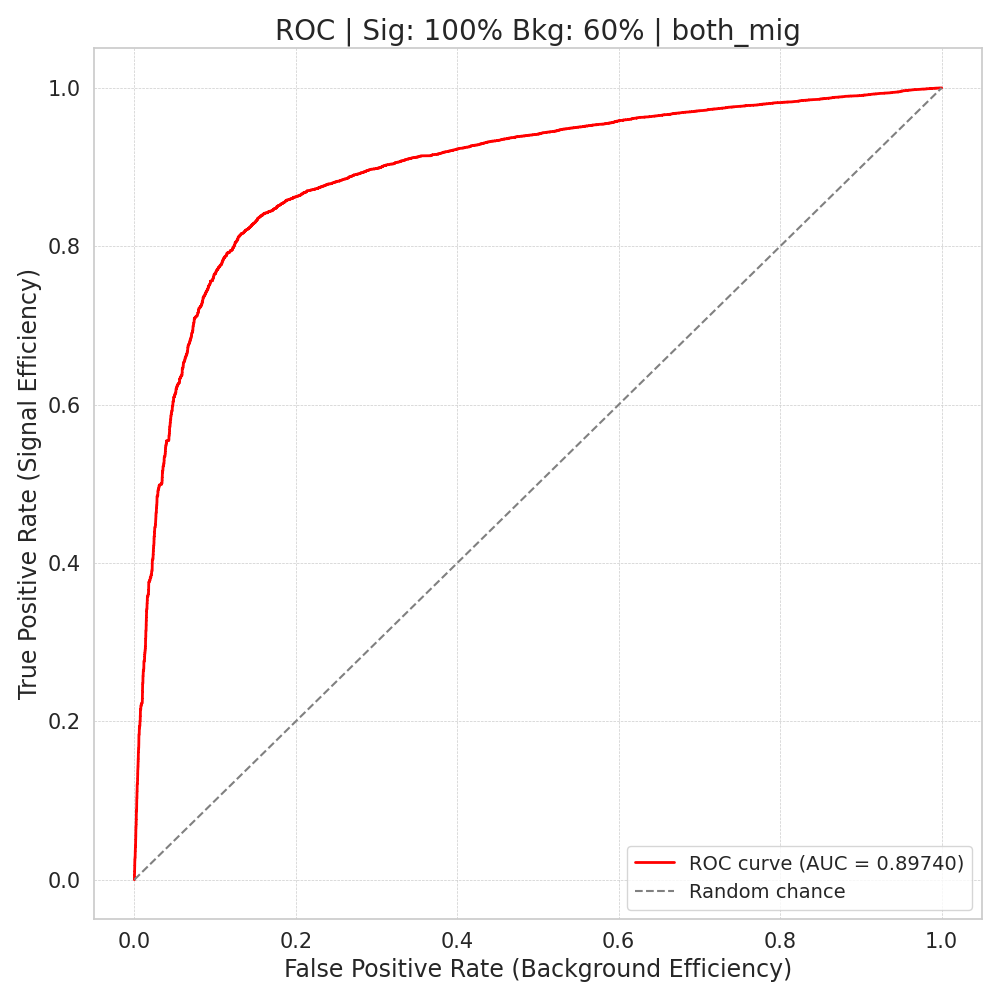 ROC | Sig: 100% Bkg: 60% | both_mig
True Positive Rate (Signal Efficiency)
1.0
0.8
0.6
0.4
0.2
0.0
ROC curve (AUC = 0.89740)
Random chance
0.0 0.2 0.4 0.6 0.8 1.0
False Positive Rate (Background Efficiency)